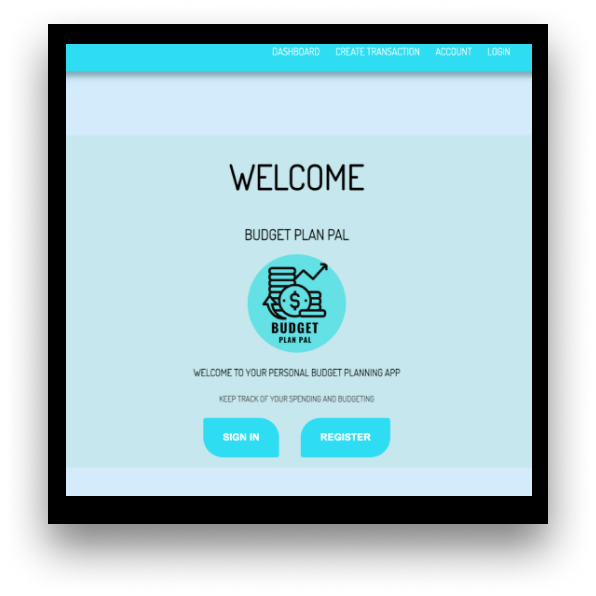 DASHBOARD CREATE TRANSACTION ACCOUNT LOGIN
WELCOME
BUDGET PLAN PAL
$
BUDGET
PLAN PAL
WELCOME TO YOUR PERSONAL BUDGET PLANNING APP
KEEP TRACK OF YOUR SPENDING AND BUDGETING
SIGN IN REGISTER